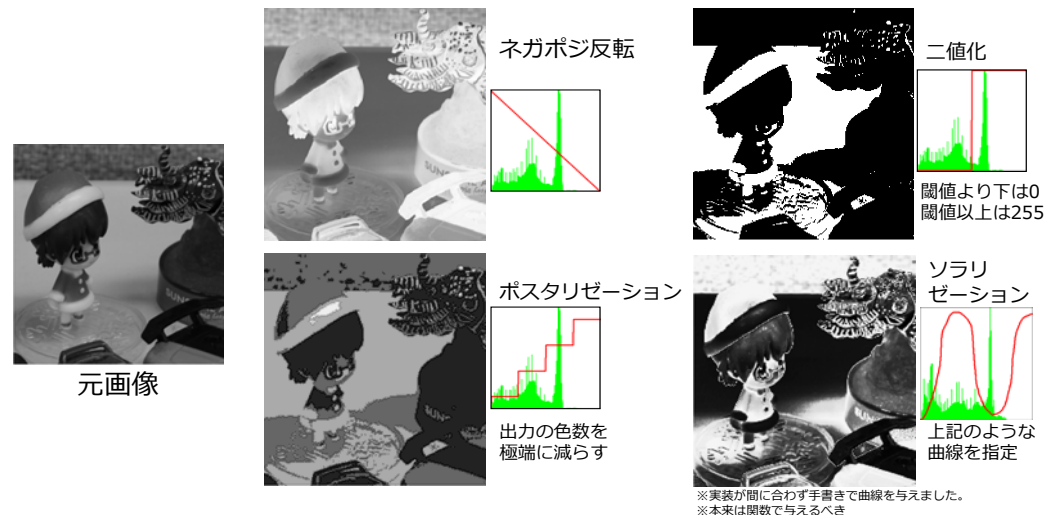 元画像
ネガポジ反転
二値化
閾値より下は0
閾値以上は255
ポスタリゼーション
出力の色数を
極端に減らす
ソラリ
ゼーション
上記のような
曲線を指定
※実装が間に合わず手書きで曲線を与えました。
※本来は関数で与えるべき